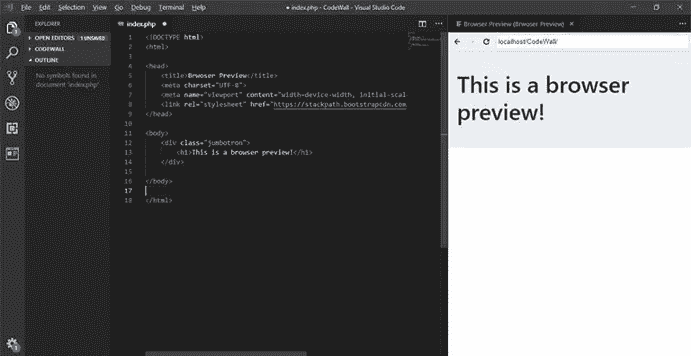 File Edit Selection View Go Debug Terminal Help
● index.php - CodeWall - Visual Studio Code
EXPLORER
OPEN EDITORS 1 UNSAVED
CODEWALL
OUTLINE
No symbols found in
document 'index.php'
index.php ●
1 <!DOCTYPE html>
2 <html>
3
4 <head>
5 <title>Brwoser Preview</title>
6 <meta charset="UTF-8">
7 <meta name="viewport" content="width=device-width, initial-scal
8 <link rel="stylesheet" href="https://stackpath.bootstrapcdn.com
9 </head>
10
11 <body>
12 <div class="jumbotron">
13 <h1>This is a browser preview!</h1>
14 </div>
15
16 </body>
17
18 </html>
Browser Preview (Brwoser Preview)
localhost/CodeWall/
This is a browser
preview!